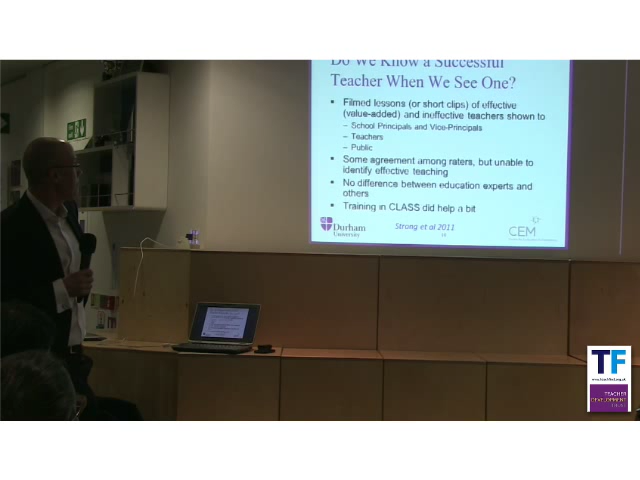 Do We Know a Successful
Teacher When We See One?
• Filmed lessons (or short clips) of effective
(value-added) and ineffective teachers shown to
– School Principals and Vice-Principals
– Teachers
– Public
• Some agreement among raters, but unable to
identify effective teaching
• No difference between education experts and
others
• Training in CLASS did help a bit
Durham
University
Strong et al 2011
CEM
TF
TEACHER
DEVELOPMENT
TRUST